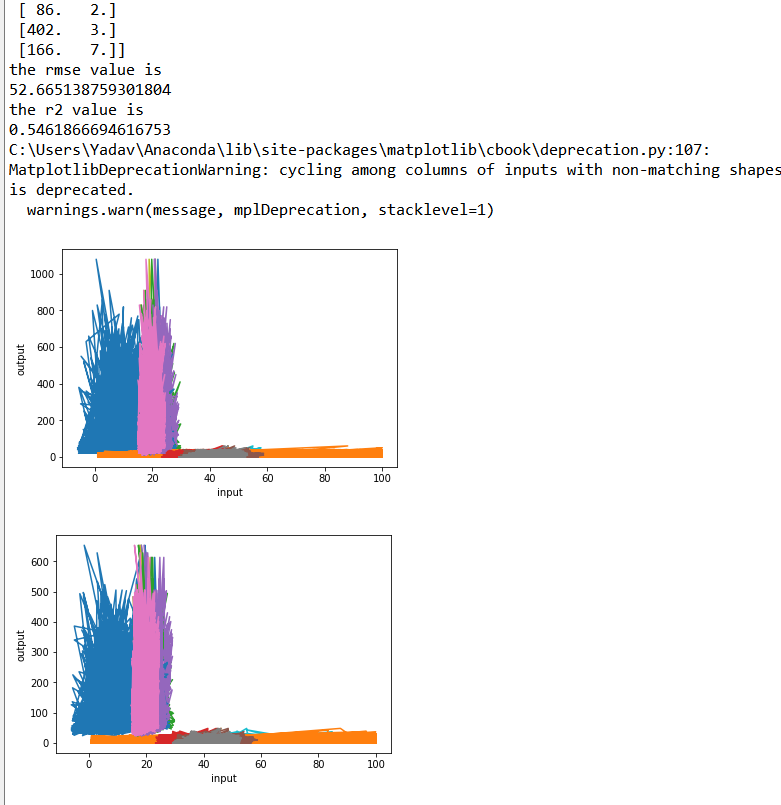 [ 86. 2.]
[402. 3.]
[166. 7.]]
the rmse value is
52.665138759301804
the r2 value is
0.5461866694616753
C:\Users\Yadav\Anaconda\lib\site-packages\matplotlib\cbook\deprecation.py:107:
MatplotlibDeprecationWarning: cycling among columns of inputs with non-matching shapes
is deprecated.
warnings.warn(message, mplDeprecation, stacklevel=1)
1000
800
600
400
200
0
output
0 20 40 60 80 100
input
600
500
400
300
200
100
0
output
0 20 40 60 80 100
input